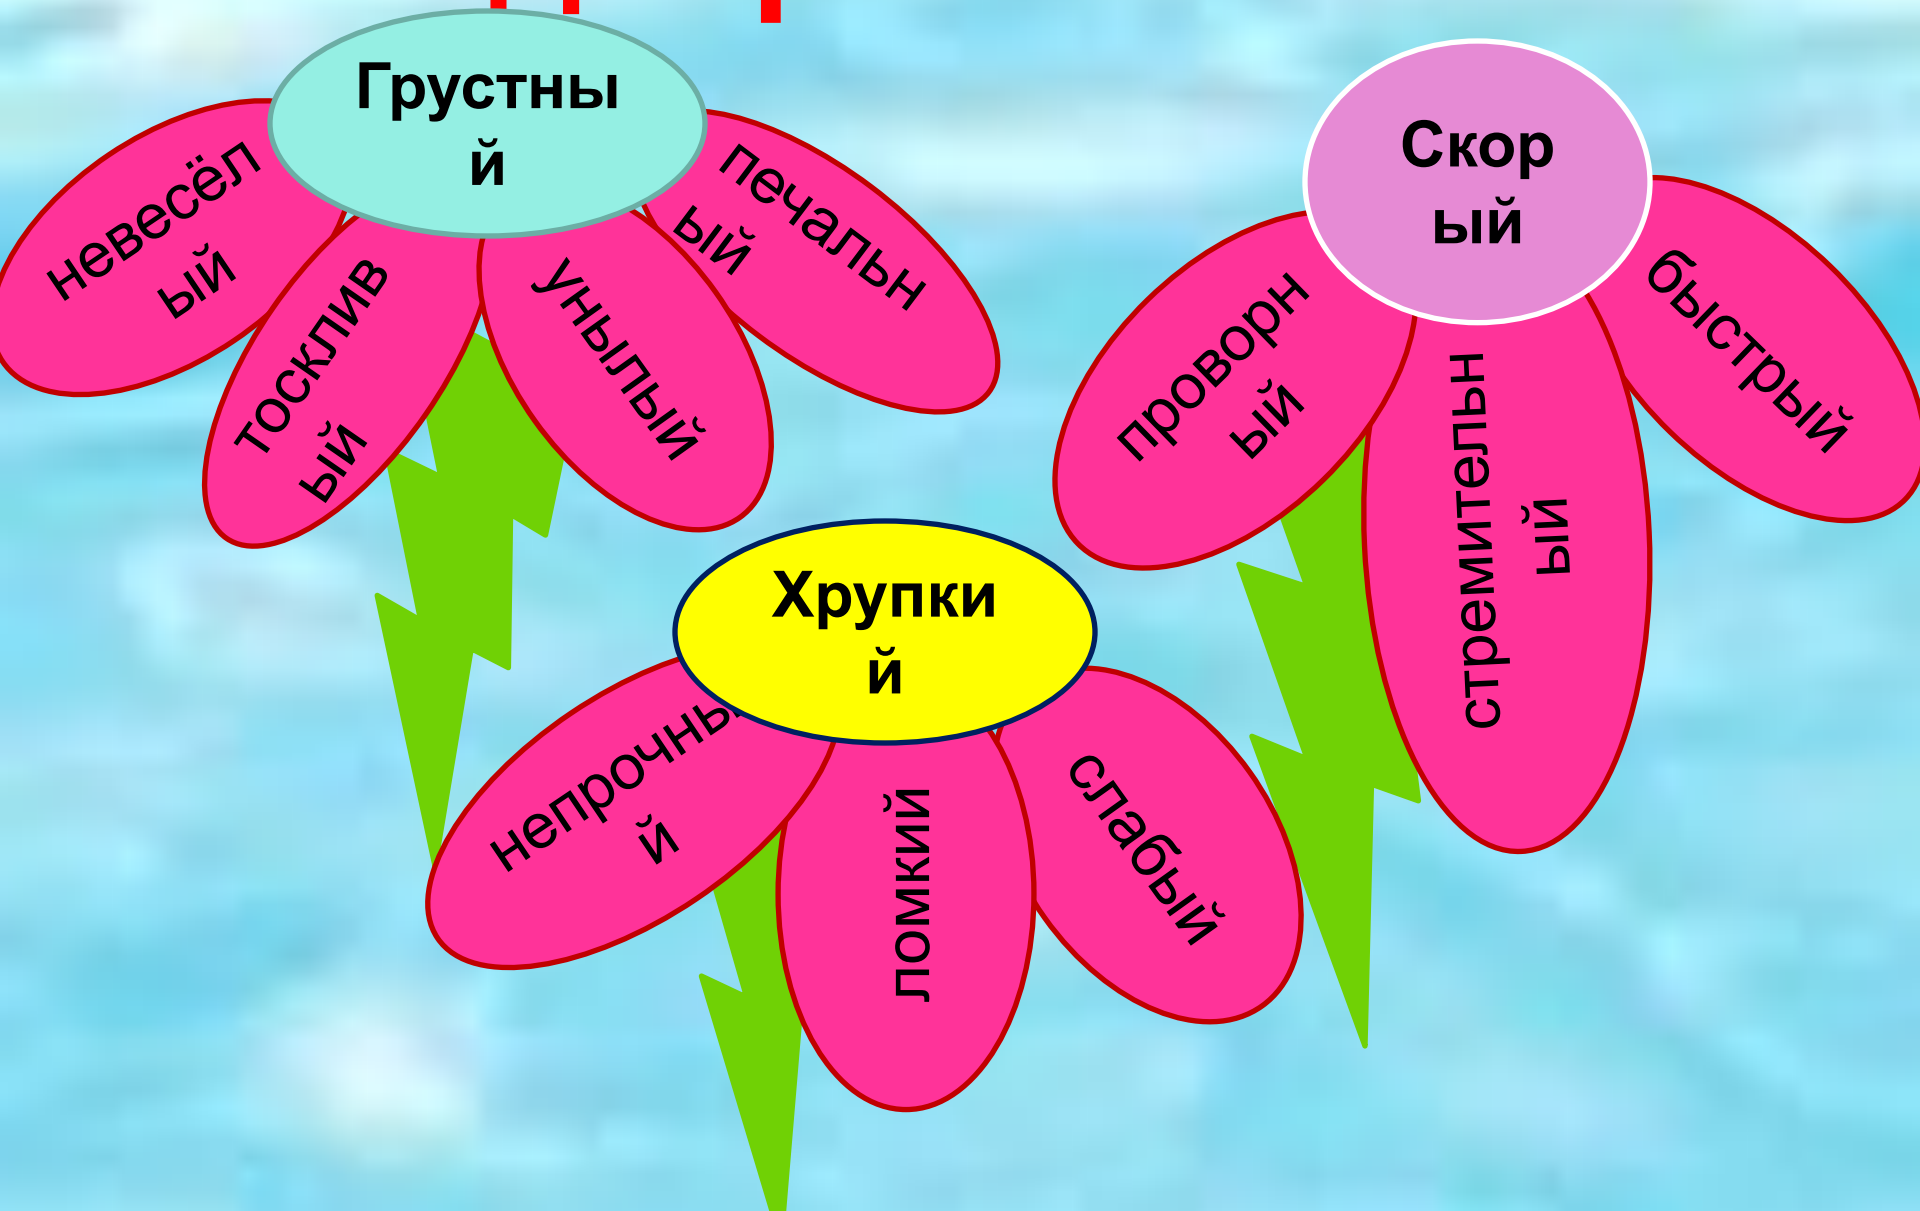 Грустны
й
невесёл
ый
тосклив
ый
унылый
печальн
ый
Скор
ый
проворн
ый
стремительн
ый
быстрый
Хрупки
й
непрочны
й
ломкий
слабый